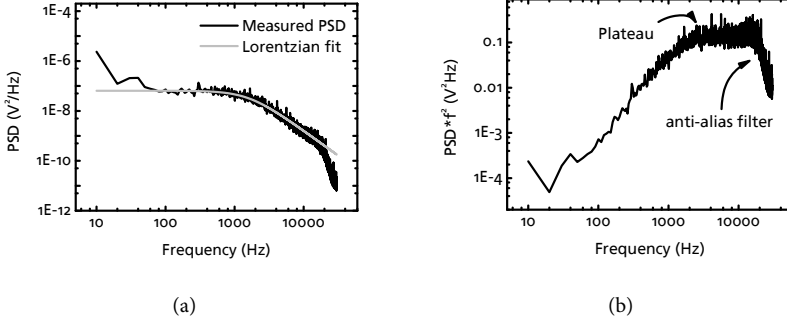 1E-4
1E-6
1E-8
1E-10
1E-12
PSD (V²/Hz)
Measured PSD
Lorentzian fit
10 100 1000 10000
Frequency (Hz)
(a)
0.1
0.01
1E-3
1E-4
PSD*f² (V²Hz)
Plateau
anti-alias filter
10 100 1000 10000
Frequency (Hz)
(b)